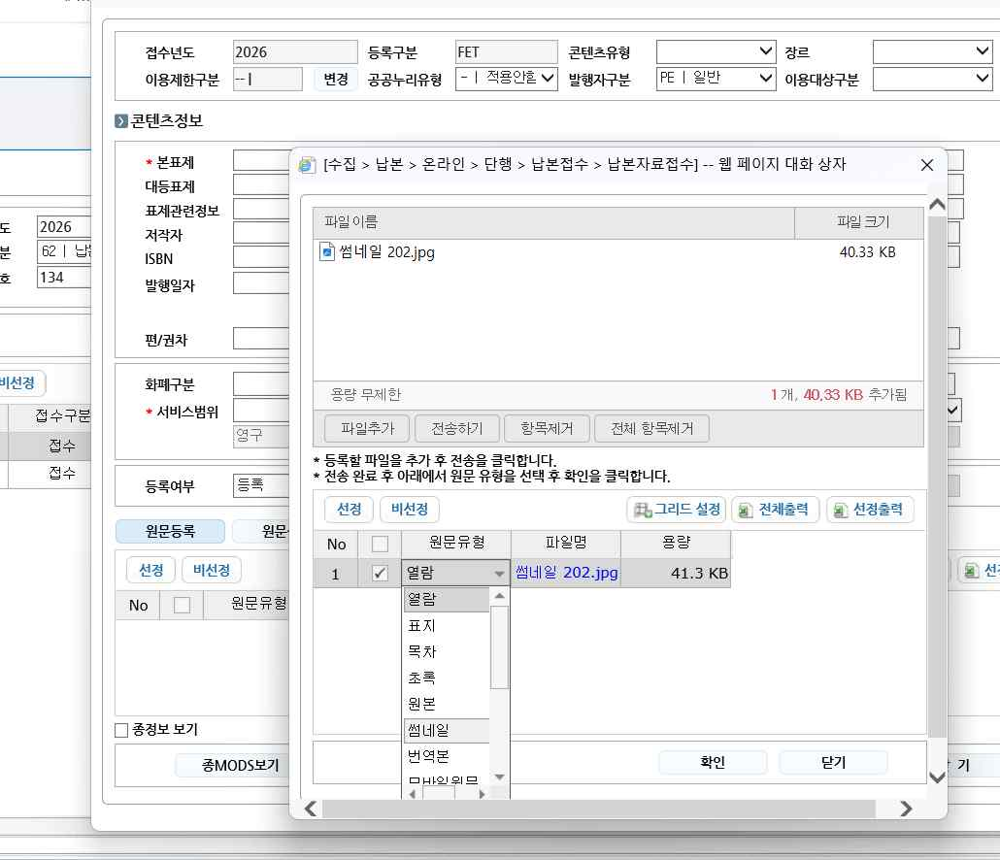 접수년도 2026 등록구분 FET 콘텐츠유형 장르
이용제한구분 --| 변경 공공누리유형 - | 적용안함 발행자구분 PE | 일반 이용대상구분
콘텐츠정보
* 본표제
대등표제
표제관련정보
저작자
ISBN
발행일자
편/권차
화폐구분
* 서비스범위
영구
등록여부 등록
원문등록 원문
선정 비선정
No 원문유형
종정보 보기
종MODS보기
도 2026
분 62 | 납본
호 134
비선정
접수구분
접수
접수
[수집 > 납본 > 온라인 > 단행 > 납본접수 > 납본자료접수] -- 웹 페이지 대화 상자
파일이름 파일 크기
썸네일 202.jpg 40.33 KB
용량 무제한 1 개, 40,33 KB 추가됨
파일추가 전송하기 항목제거 전체 항목제거
* 등록할 파일을 추가 후 전송을 클릭합니다.
* 전송 완료 후 아래에서 원문 유형을 선택 후 확인을 클릭합니다.
선정 비선정 그리드 설정 전체출력 선정출력
No 원문유형 파일명 용량
1 열람 썸네일 202.jpg 41.3 KB
열람
표지
목차
초록
원본
썸네일
번역본
모바일원문
확인 닫기
선정
기